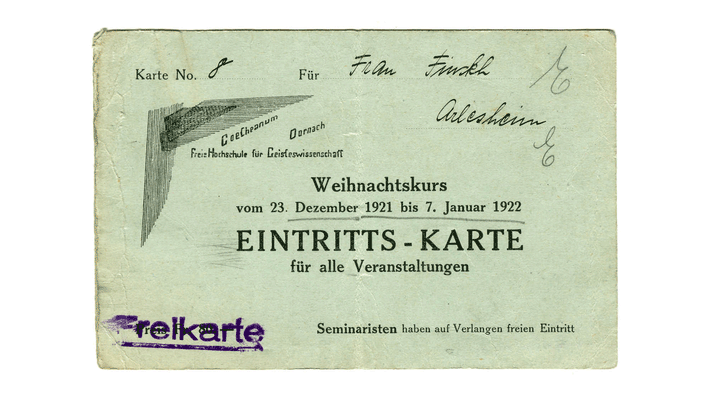 Karte No. 8 Für Frau Finckh
Arlesheim
Goetheanum Dornach
Freie Hochschule für Geisteswissenschaft
Weihnachtskurs
vom 23. Dezember 1921 bis 7. Januar 1922
EINTRITTS-KARTE
für alle Veranstaltungen
Freikarte
Seminaristen haben auf Verlangen freien Eintritt